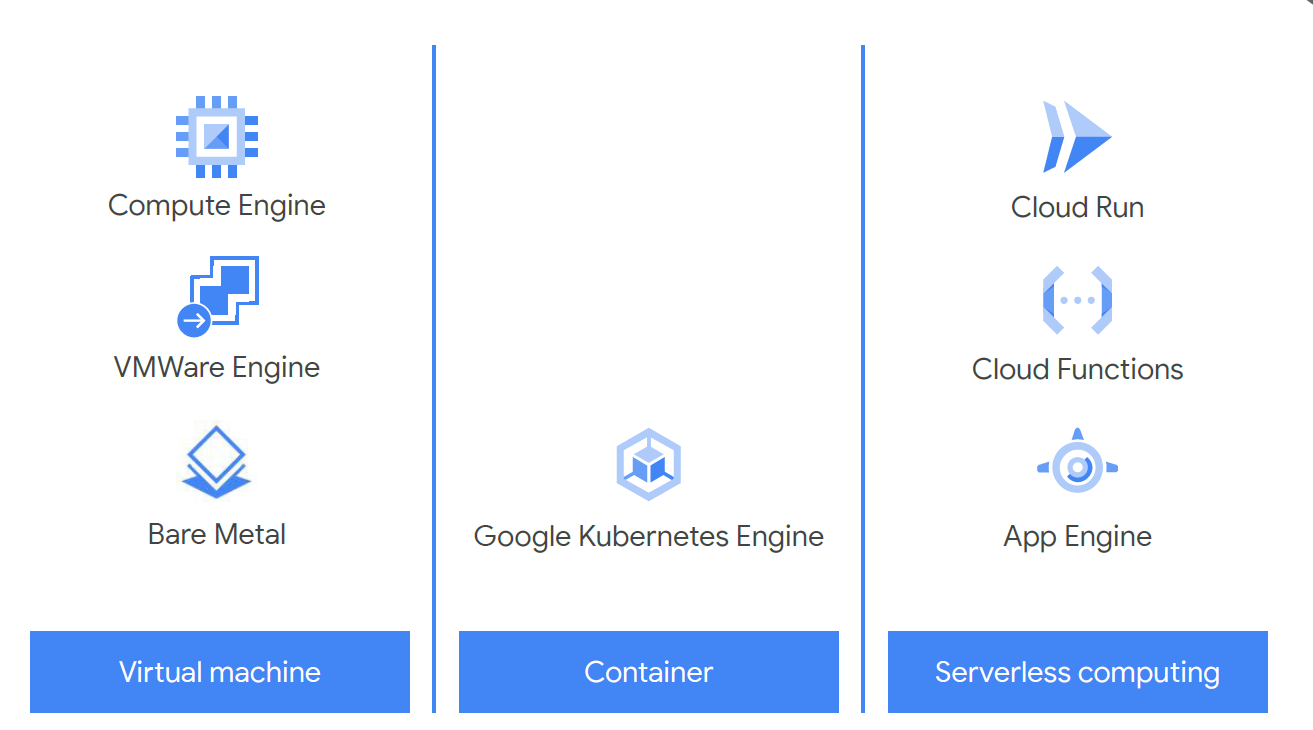 Compute Engine
VMWare Engine
Bare Metal
Virtual machine
Google Kubernetes Engine
Container
Cloud Run
Cloud Functions
App Engine
Serverless computing